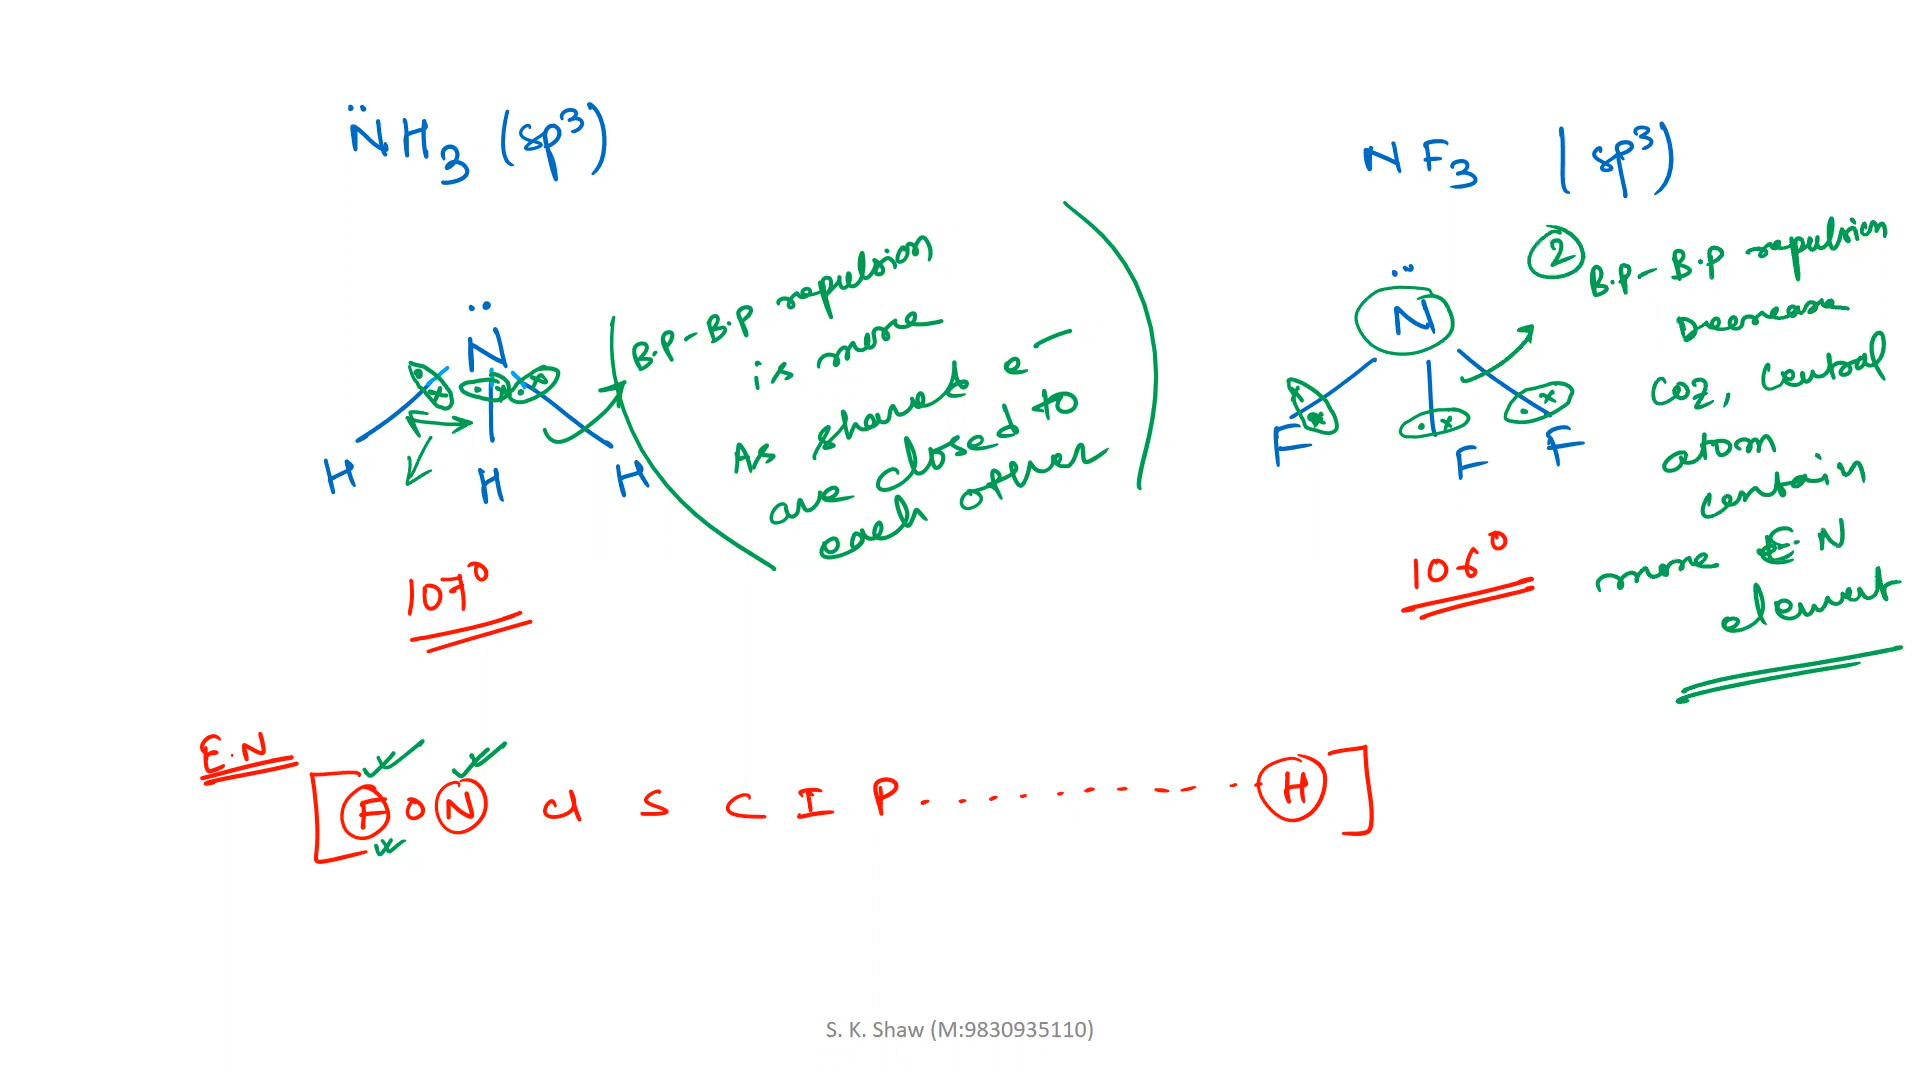 N̈H₃ (sp³)
NF₃ (sp³)
N̈
H
H
H
107°
B.P-B.P repulsion
is more
As shared e⁻
are closed to
each other
N̈
F
F
F
106°
②
B.P-B.P repulsion
Decrease
Coz, Central
atom
contain
more E.N
element
E.N
[F O N Cl S C I P.............H]
S. K. Shaw (M:9830935110)